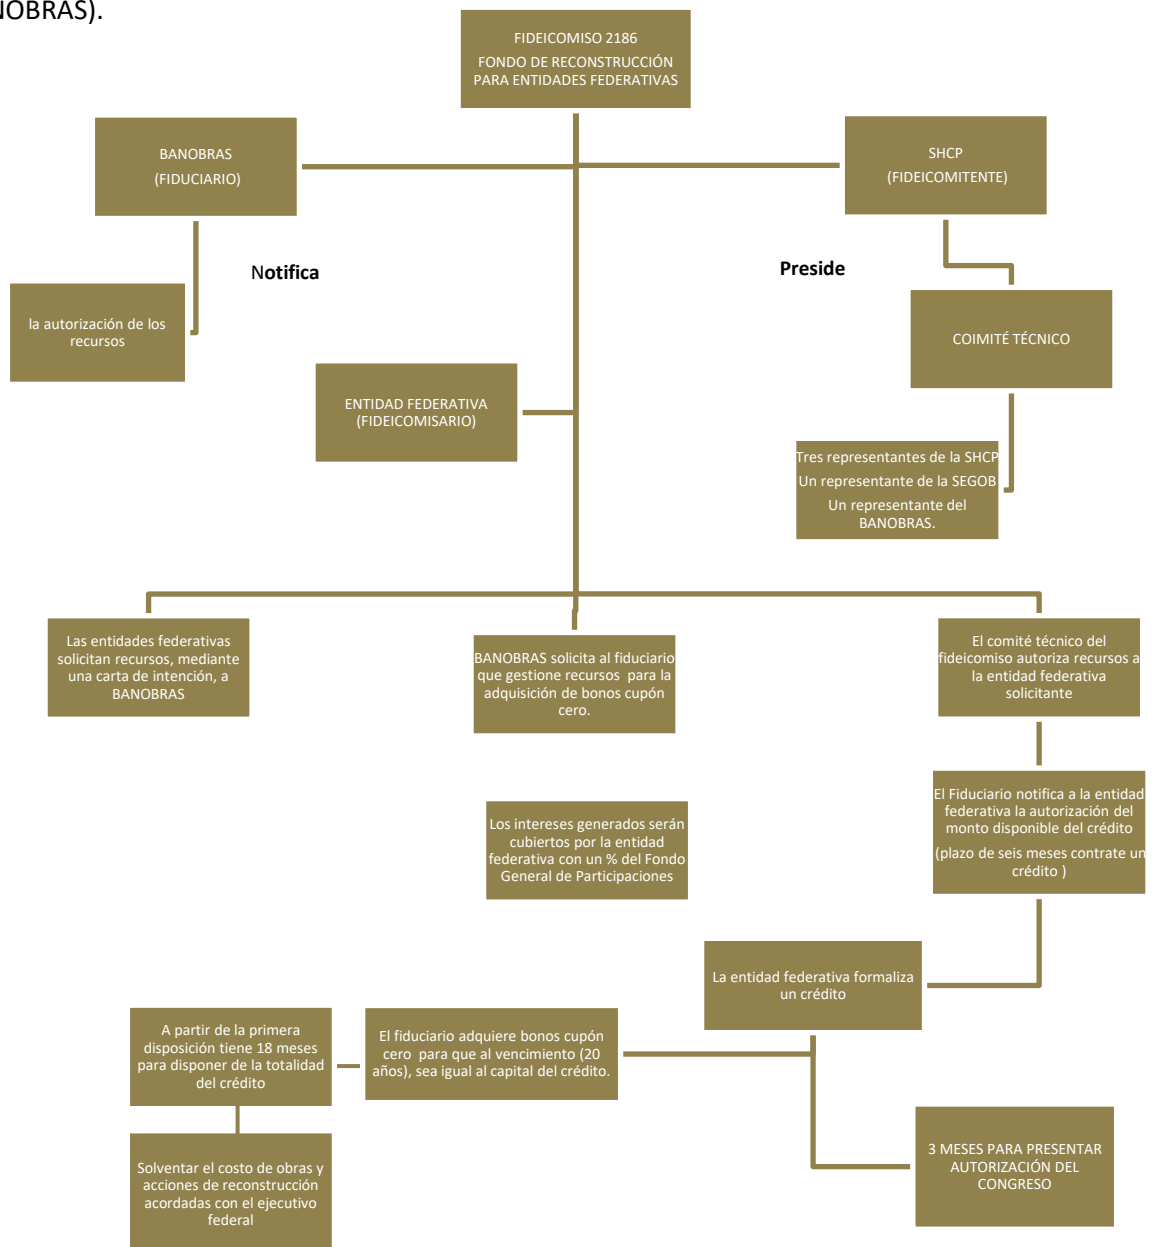 NOBRAS).
FIDEICOMISO 2186
FONDO DE RECONSTRUCCIÓN
PARA ENTIDADES FEDERATIVAS
BANOBRAS
(FIDUCIARIO)
SHCP
(FIDEICOMITENTE)
Notifica
Preside
la autorización de los
recursos
COIMITÉ TÉCNICO
ENTIDAD FEDERATIVA
(FIDEICOMISARIO)
Tres representantes de la SHCP
Un representante de la SEGOB
Un representante del
BANOBRAS.
Las entidades federativas
solicitan recursos, mediante
una carta de intención, a
BANOBRAS
BANOBRAS solicita al fiduciario
que gestione recursos para la
adquisición de bonos cupón
cero.
El comité técnico del
fideicomiso autoriza recursos a
la entidad federativa
solicitante
Los intereses generados serán
cubiertos por la entidad
federativa con un % del Fondo
General de Participaciones
El Fiduciario notifica a la entidad
federativa la autorización del
monto disponible del crédito
(plazo de seis meses contrate un
crédito )
La entidad federativa formaliza
un crédito
A partir de la primera
disposición tiene 18 meses
para disponer de la totalidad
del crédito
El fiduciario adquiere bonos cupón
cero para que al vencimiento (20
años), sea igual al capital del crédito.
Solventar el costo de obras y
acciones de reconstrucción
acordadas con el ejecutivo
federal
3 MESES PARA PRESENTAR
AUTORIZACIÓN DEL
CONGRESO